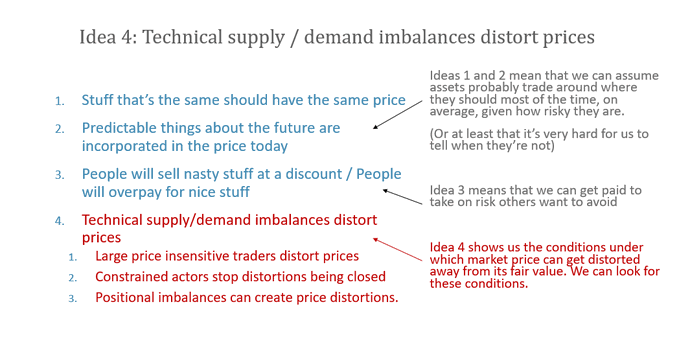 Idea 4: Technical supply / demand imbalances distort prices
1. Stuff that's the same should have the same price
2. Predictable things about the future are
incorporated in the price today
3. People will sell nasty stuff at a discount / People
will overpay for nice stuff
4. Technical supply/demand imbalances distort
prices
1. Large price insensitive traders distort prices
2. Constrained actors stop distortions being closed
3. Positional imbalances can create price distortions.
Ideas 1 and 2 mean that we can assume
assets probably trade around where
they should most of the time, on
average, given how risky they are.
(Or at least that it's very hard for us to
tell when they're not)
Idea 3 means that we can get paid to
take on risk others want to avoid
Idea 4 shows us the conditions under
which market price can get distorted
away from its fair value. We can look for
these conditions.